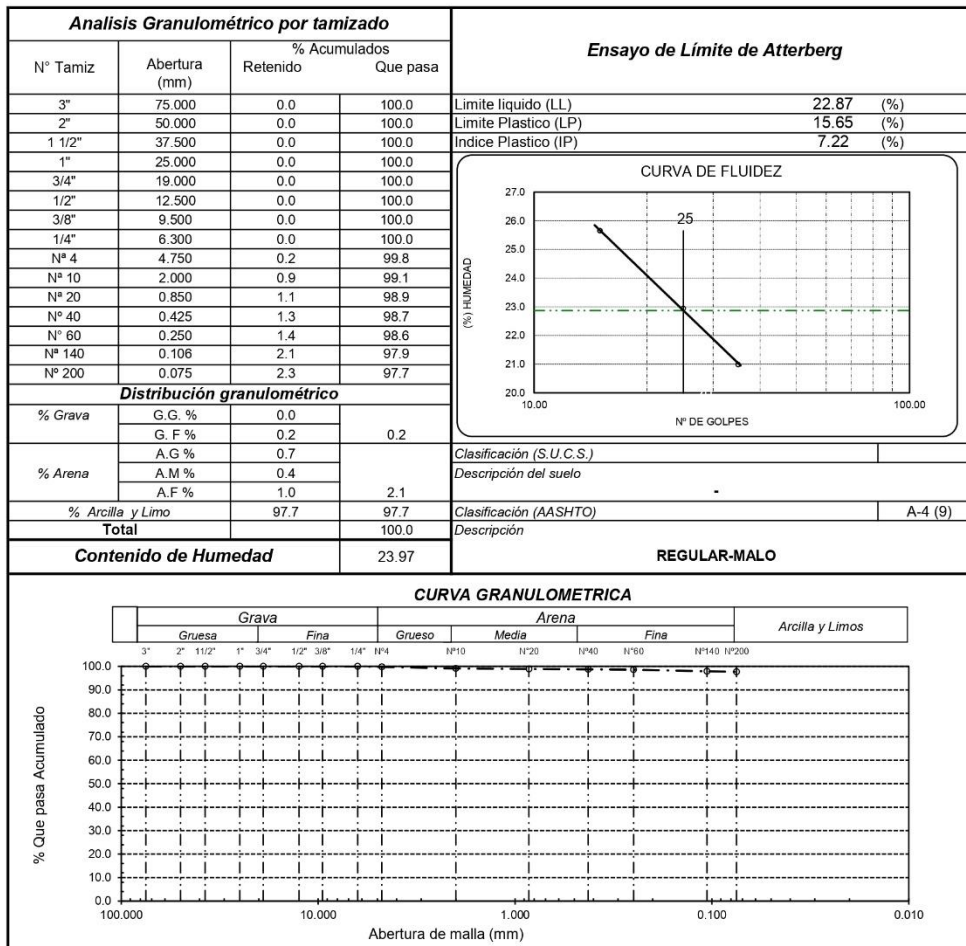 Analisis Granulométrico por tamizado
N° Tamiz Abertura (mm) % Acumulados Retenido Que pasa
3" 75.000 0.0 100.0
2" 50.000 0.0 100.0
1 1/2" 37.500 0.0 100.0
1" 25.000 0.0 100.0
3/4" 19.000 0.0 100.0
1/2" 12.500 0.0 100.0
3/8" 9.500 0.0 100.0
1/4" 6.300 0.0 100.0
Nª 4 4.750 0.2 99.8
Nª 10 2.000 0.9 99.1
Nª 20 0.850 1.1 98.9
Nº 40 0.425 1.3 98.7
N° 60 0.250 1.4 98.6
Nª 140 0.106 2.1 97.9
Nº 200 0.075 2.3 97.7
Distribución granulométrico
% Grava G.G. % 0.0
G. F % 0.2 0.2
% Arena A.G % 0.7
A.M % 0.4
A.F % 1.0 2.1
% Arcilla y Limo 97.7 97.7
Total 100.0
Contenido de Humedad 23.97
Ensayo de Límite de Atterberg
Limite liquido (LL) 22.87 (%)
Limite Plastico (LP) 15.65 (%)
Indice Plastico (IP) 7.22 (%)
CURVA DE FLUIDEZ
27.0
26.0
25.0
24.0
23.0
22.0
21.0
20.0
(%) HUMEDAD
25
10.00 100.00
Nº DE GOLPES
Clasificación (S.U.C.S.)
Descripción del suelo
-
Clasificación (AASHTO) A-4 (9)
Descripción
REGULAR-MALO
CURVA GRANULOMETRICA
Grava Arena Arcilla y Limos
Gruesa Fina Grueso Media Fina
3" 2" 11/2" 1" 3/4" 1/2" 3/8" 1/4" Nº4 Nº10 N°20 Nº40 N°60 Nº140 Nº200
100.0
90.0
80.0
70.0
60.0
50.0
40.0
30.0
20.0
10.0
0.0
% Que pasa Acumulado
100.000 10.000 1.000 0.100 0.010
Abertura de malla (mm)